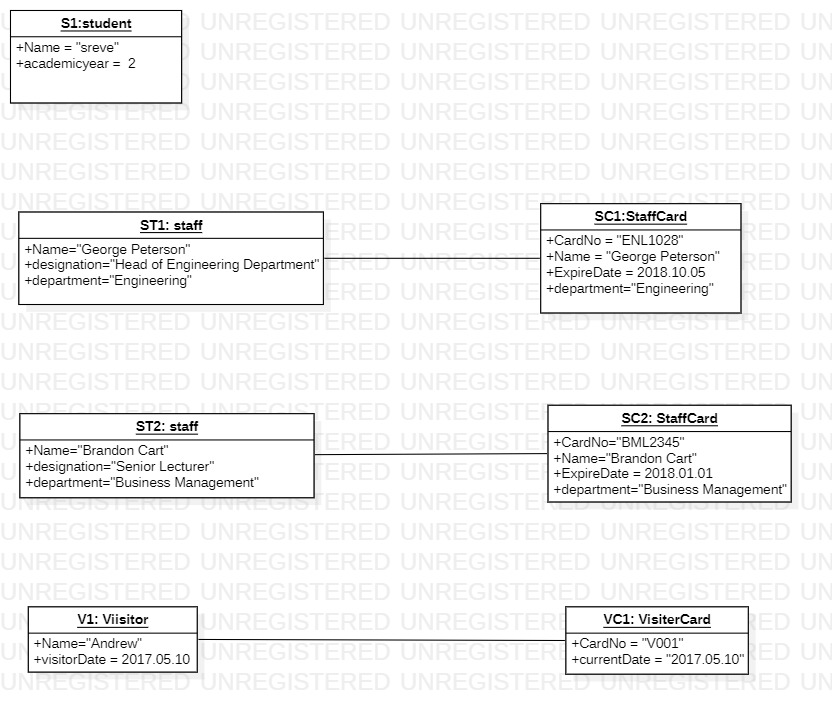 S1:student
+Name = "sreve"
+academicyear =  2
ST1: staff
+Name="George Peterson"
+designation="Head of Engineering Department"
+department="Engineering"
SC1:StaffCard
+CardNo = "ENL1028"
+Name = "George Peterson"
+ExpireDate = 2018.10.05
+department="Engineering"
ST2: staff
+Name="Brandon Cart"
+designation="Senior Lecturer"
+department="Business Management"
SC2: StaffCard
+CardNo="BML2345"
+Name="Brandon Cart"
+ExpireDate = 2018.01.01
+department="Business Management"
V1: Viisitor
+Name="Andrew"
+visitorDate = 2017.05.10
VC1: VisiterCard
+CardNo = "V001"
+currentDate = "2017.05.10"
UNREGISTERED